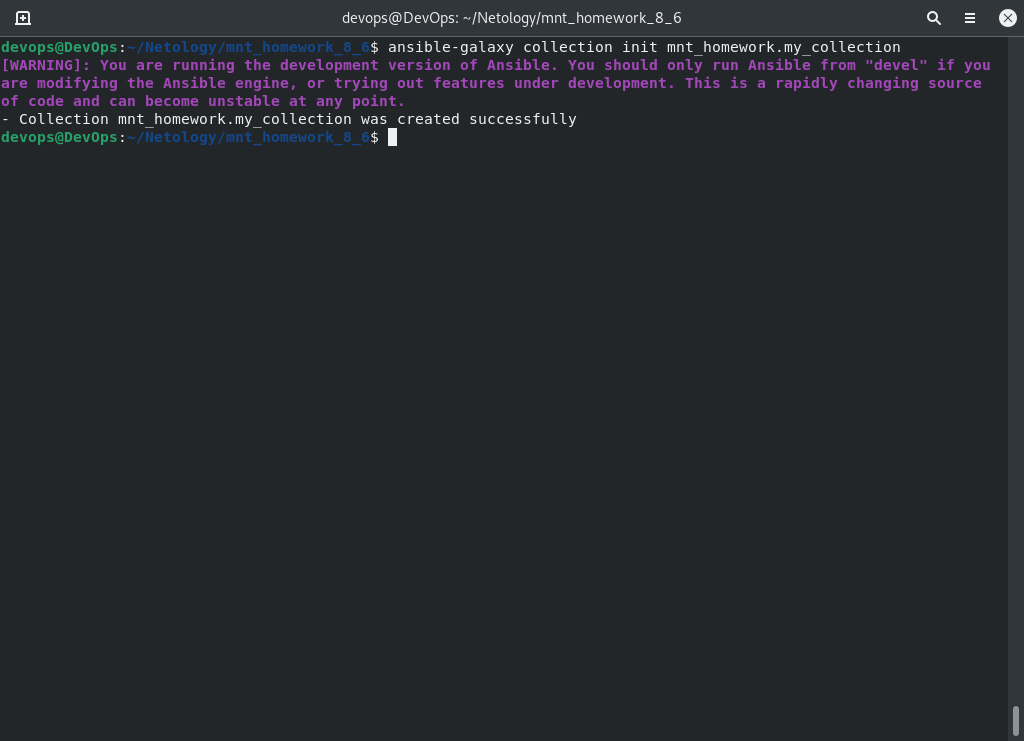 devops@DevOps: ~/Netology/mnt_homework_8_6
devops@DevOps:~/Netology/mnt_homework_8_6$ ansible-galaxy collection init mnt_homework.my_collection
[WARNING]: You are running the development version of Ansible. You should only run Ansible from "devel" if you
are modifying the Ansible engine, or trying out features under development. This is a rapidly changing source
of code and can become unstable at any point.
- Collection mnt_homework.my_collection was created successfully
devops@DevOps:~/Netology/mnt_homework_8_6$